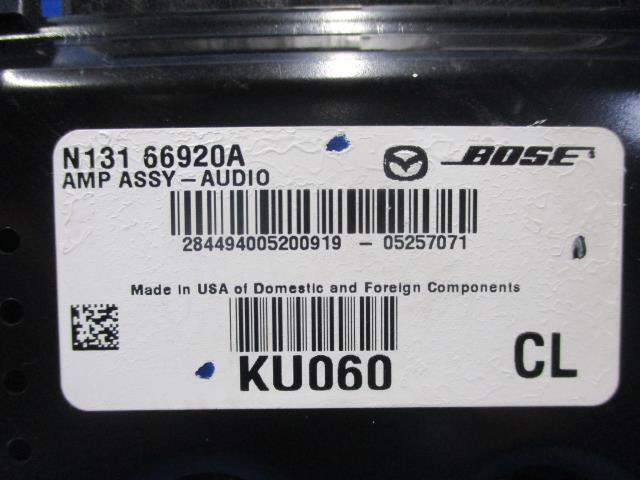 N131 66920A
BOSE
AMP ASSY-AUDIO
284494005200919 - 05257071
Made in USA of Domestic and Foreign Components
KU060
CL